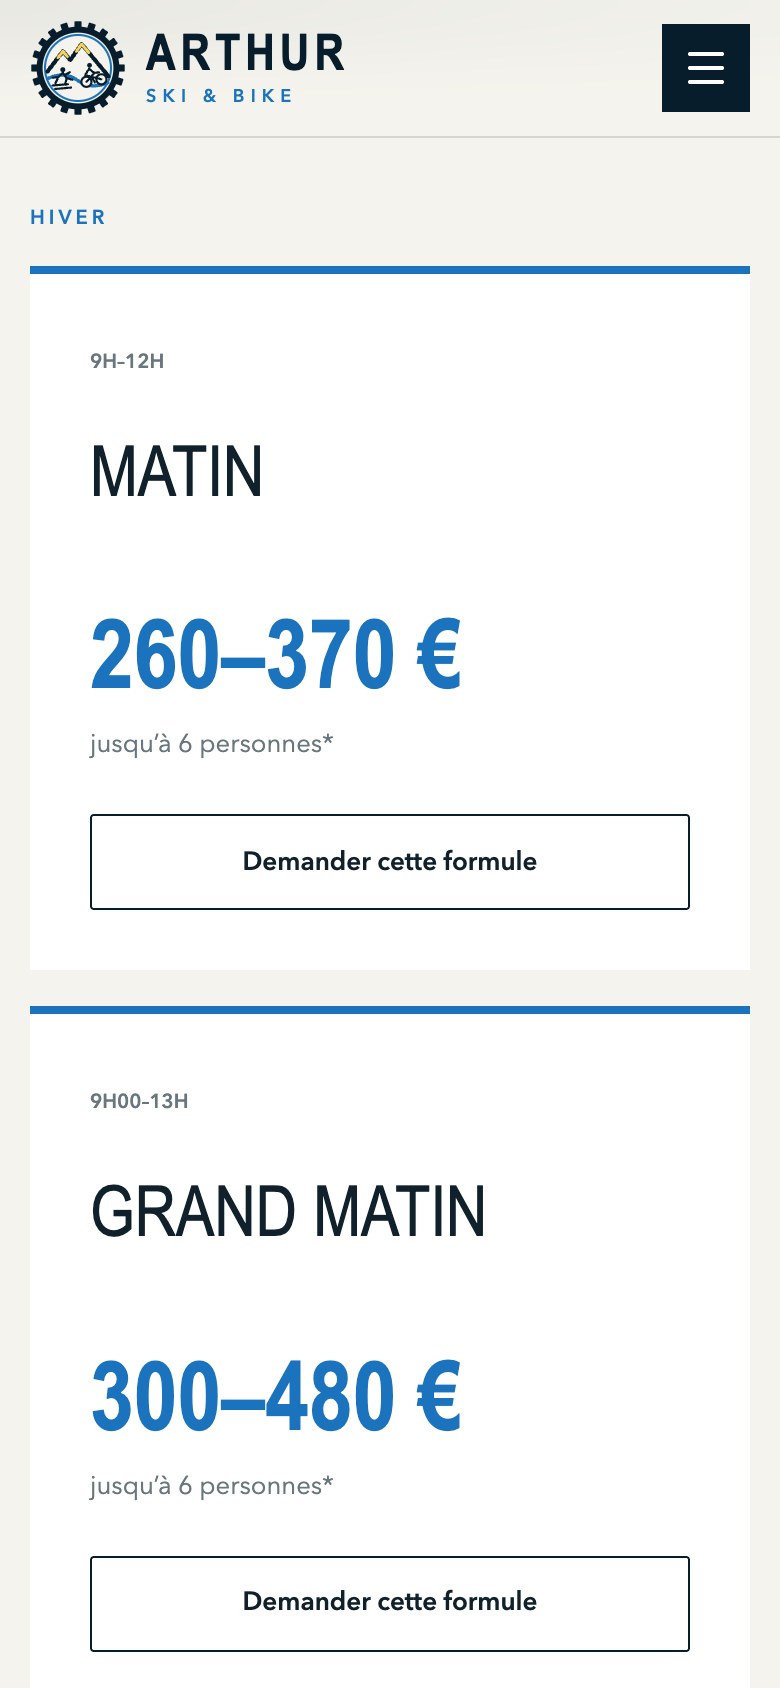 ARTHUR
SKI & BIKE
HIVER
9H–12H
MATIN
260–370 €
jusqu’à 6 personnes*
Demander cette formule
9H00–13H
GRAND MATIN
300–480 €
jusqu’à 6 personnes*
Demander cette formule